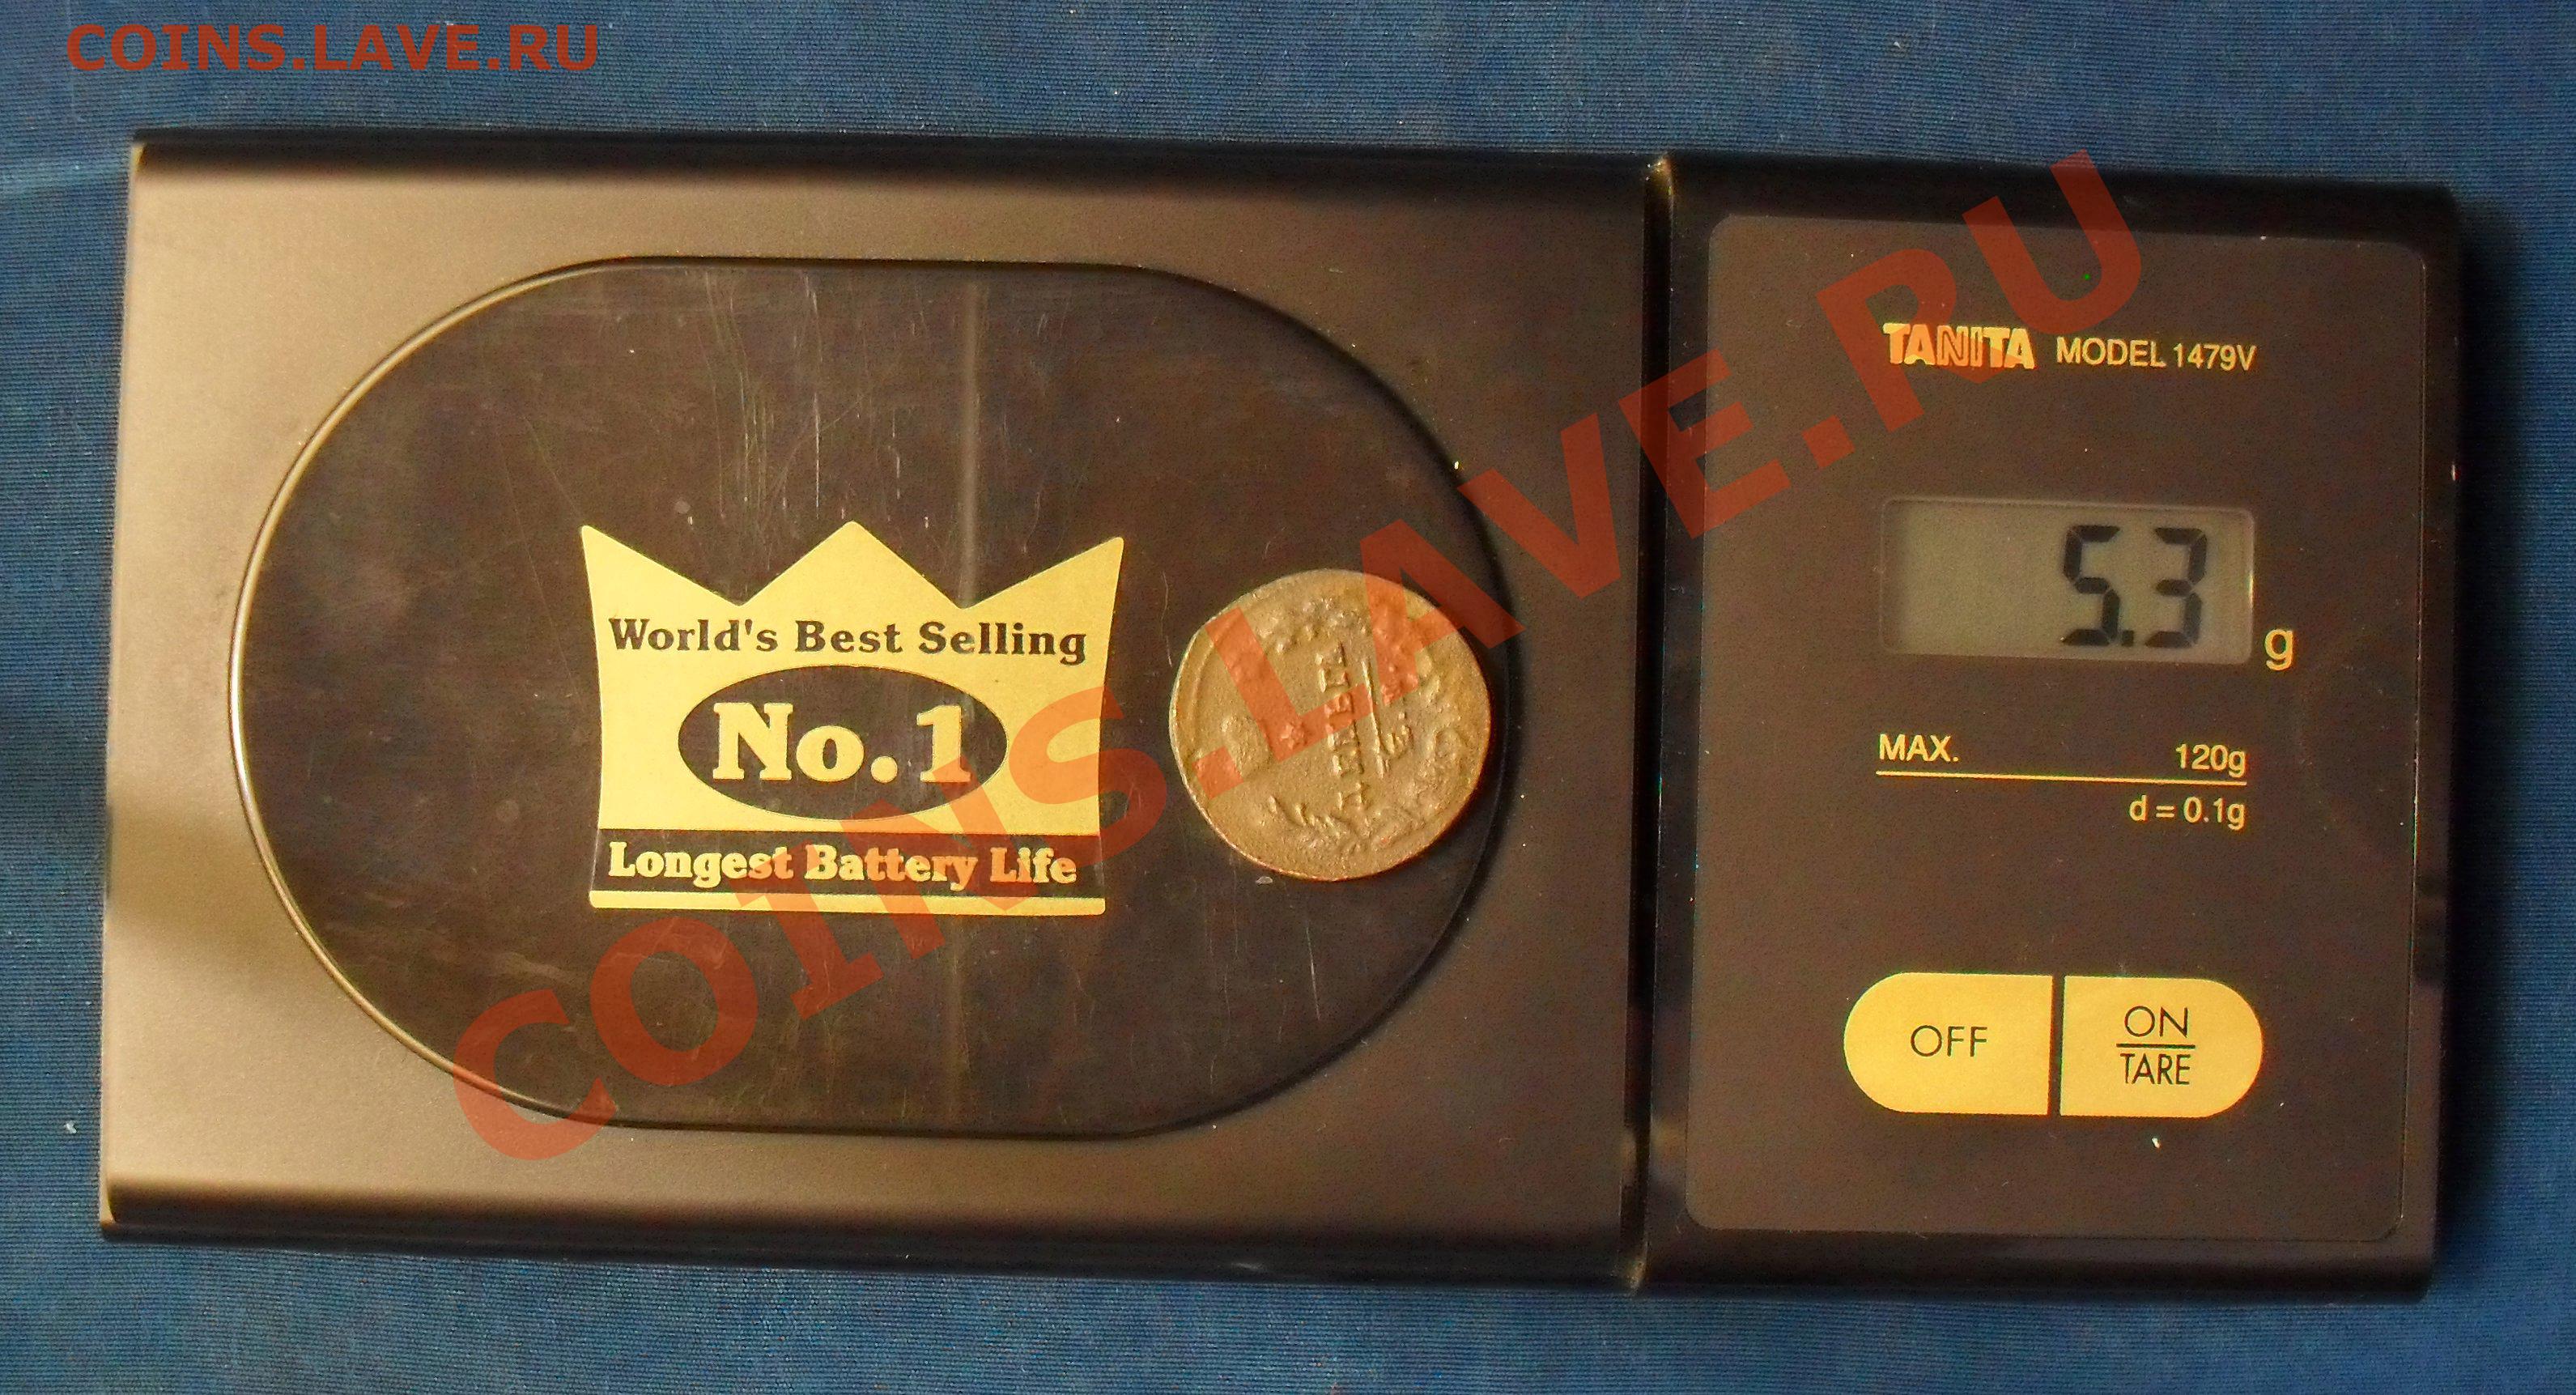 COINS.LAVE.RU
TANITA MODEL 1479V
5.3 g
World's Best Selling
No.1
Longest Battery Life
MAX. 120g
d = 0.1g
OFF
ON
TARE
COINS.LAVE.RU